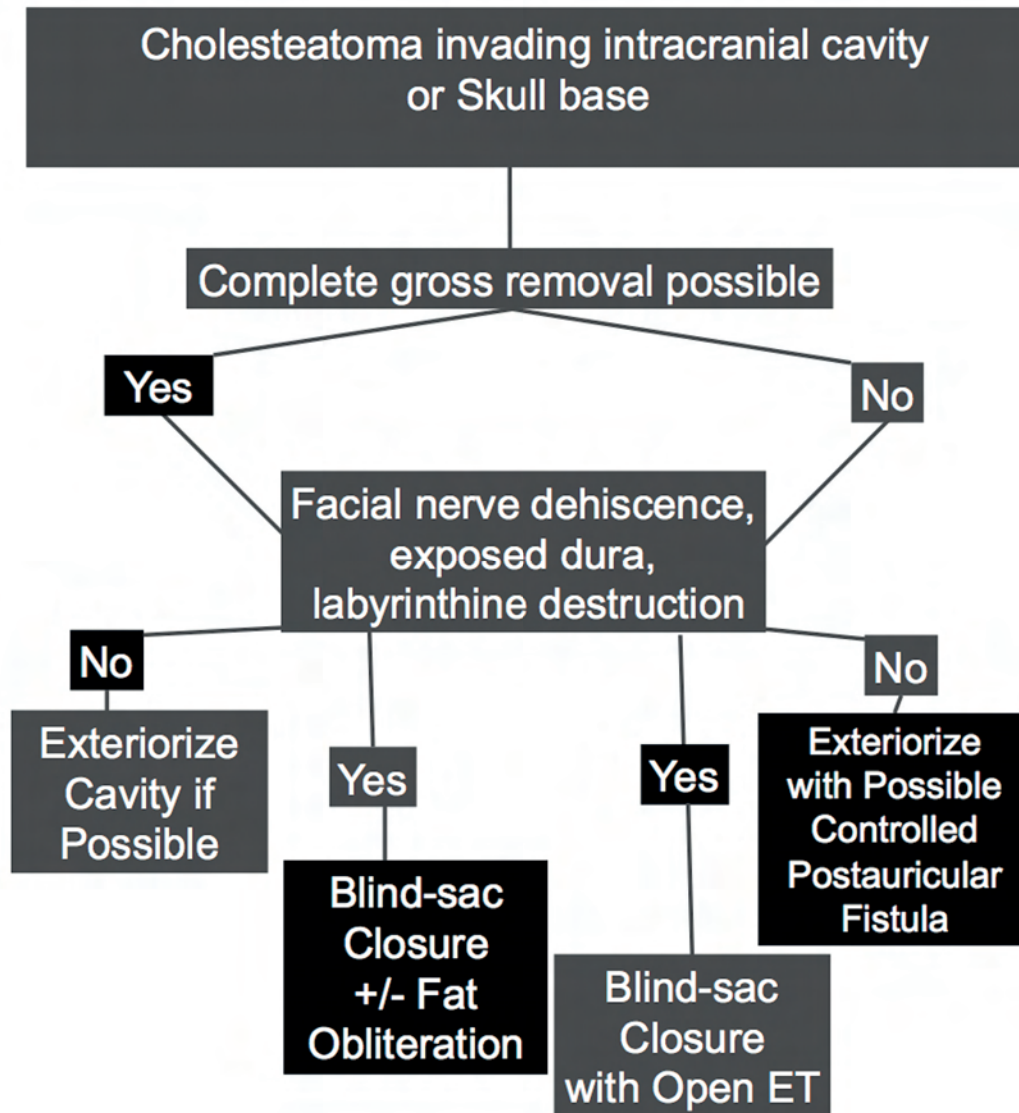 Cholesteatoma invading intracranial cavity
or Skull base
Complete gross removal possible
Yes
No
Facial nerve dehiscence,
exposed dura,
labyrinthine destruction
No
Exteriorize
Cavity if
Possible
Yes
Blind-sac
Closure
+/- Fat
Obliteration
Yes
Blind-sac
Closure
with Open ET
No
Exteriorize
with Possible
Controlled
Postauricular
Fistula